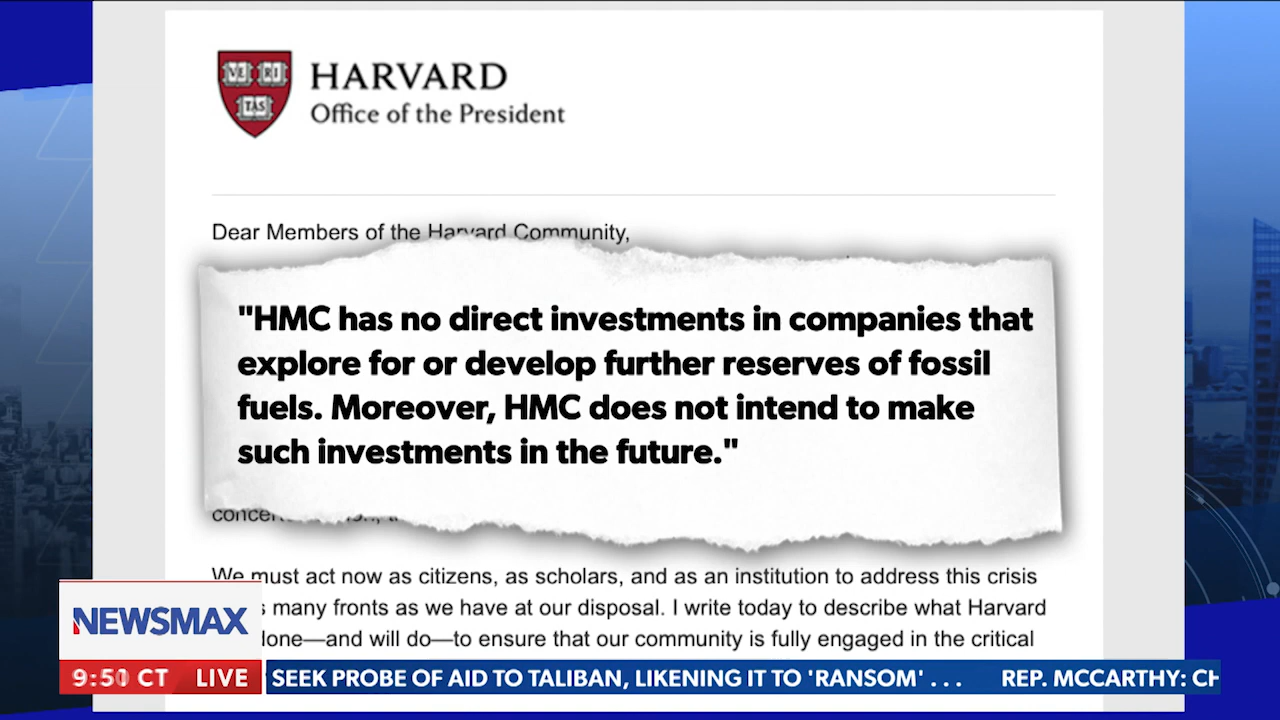 VE RI
TAS
HARVARD
Office of the President
Dear Members of the Harvard Community,
"HMC has no direct investments in companies that
explore for or develop further reserves of fossil
fuels. Moreover, HMC does not intend to make
such investments in the future."
We must act now as citizens, as scholars, and as an institution to address this crisis
many fronts as we have at our disposal. I write today to describe what Harvard
done—and will do—to ensure that our community is fully engaged in the critical
NEWSMAX
9:50 CT LIVE
SEEK PROBE OF AID TO TALIBAN, LIKENING IT TO 'RANSOM' . . . REP. MCCARTHY: CH